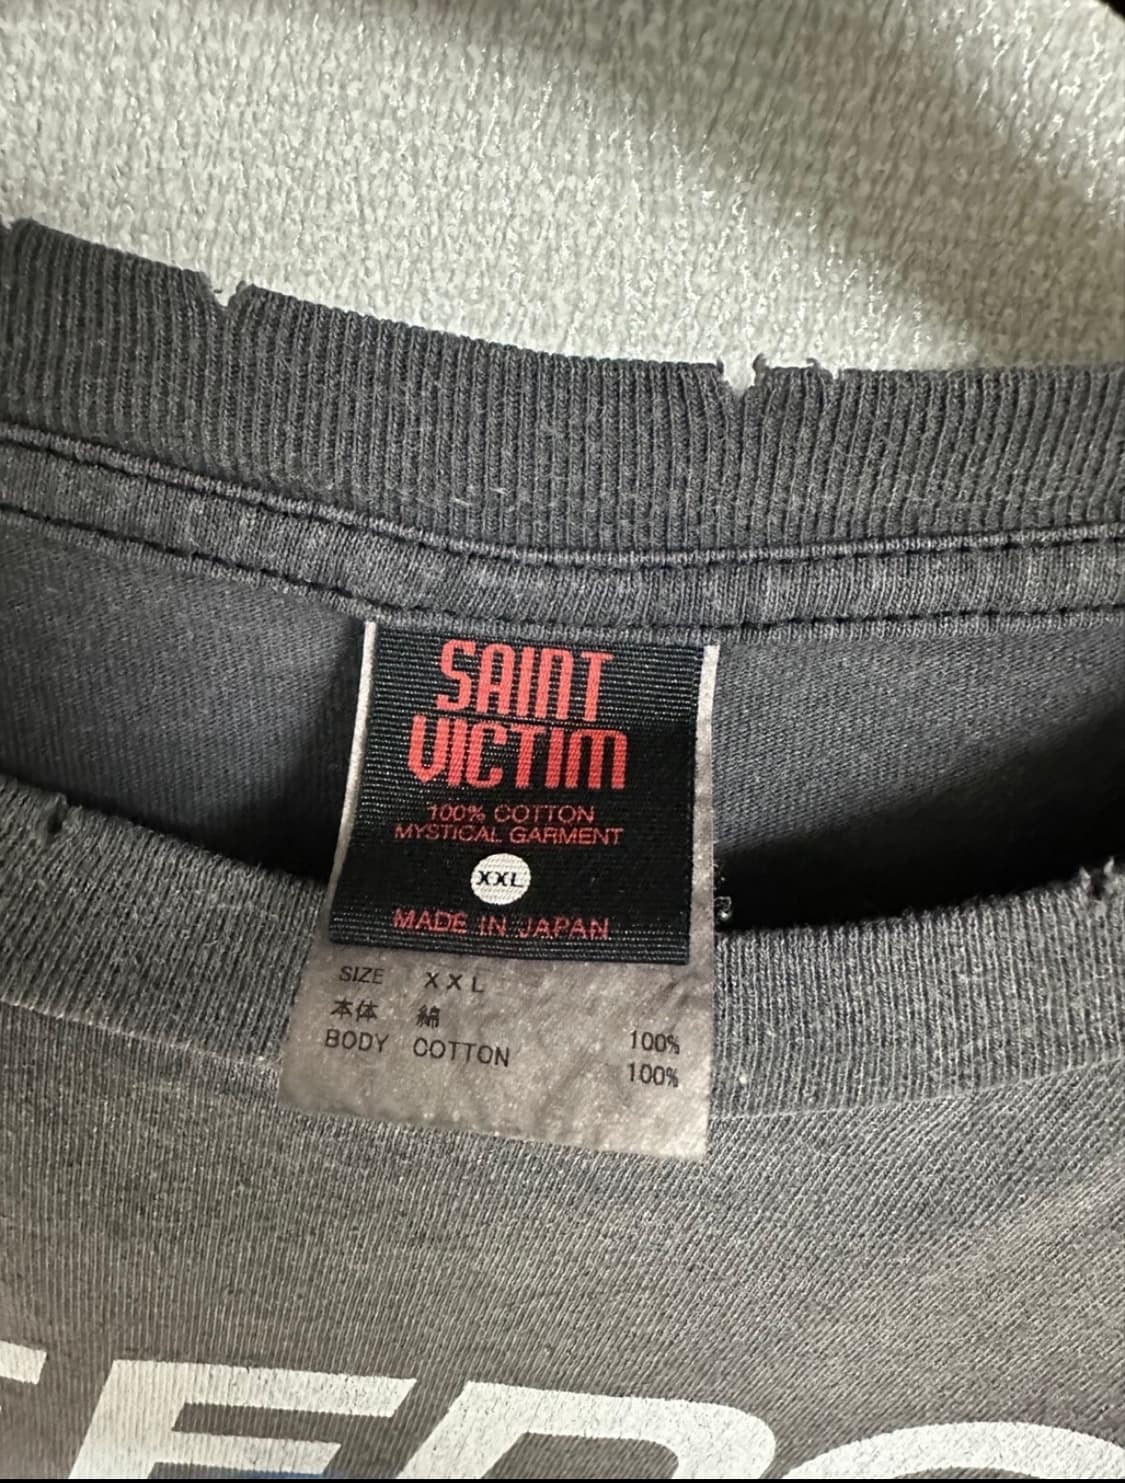 SAINT
VICTIM
100% COTTON
MYSTICAL GARMENT
XXL
MADE IN JAPAN
SIZE XXL
本体 綿 100%
BODY COTTON 100%